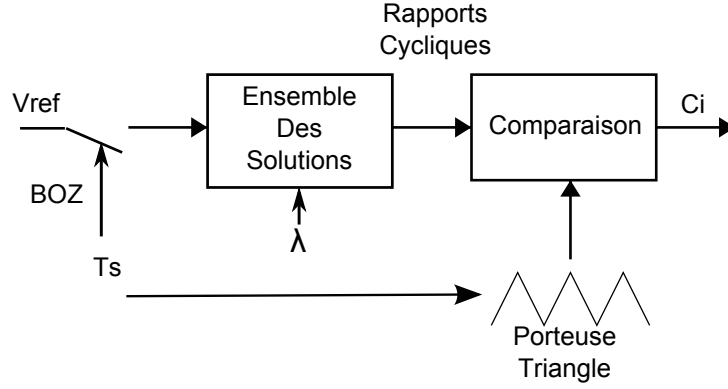 Rapports
Cycliques
Vref
Ensemble
Des
Solutions
Comparaison
Ci
BOZ
λ
Ts
Porteuse
Triangle